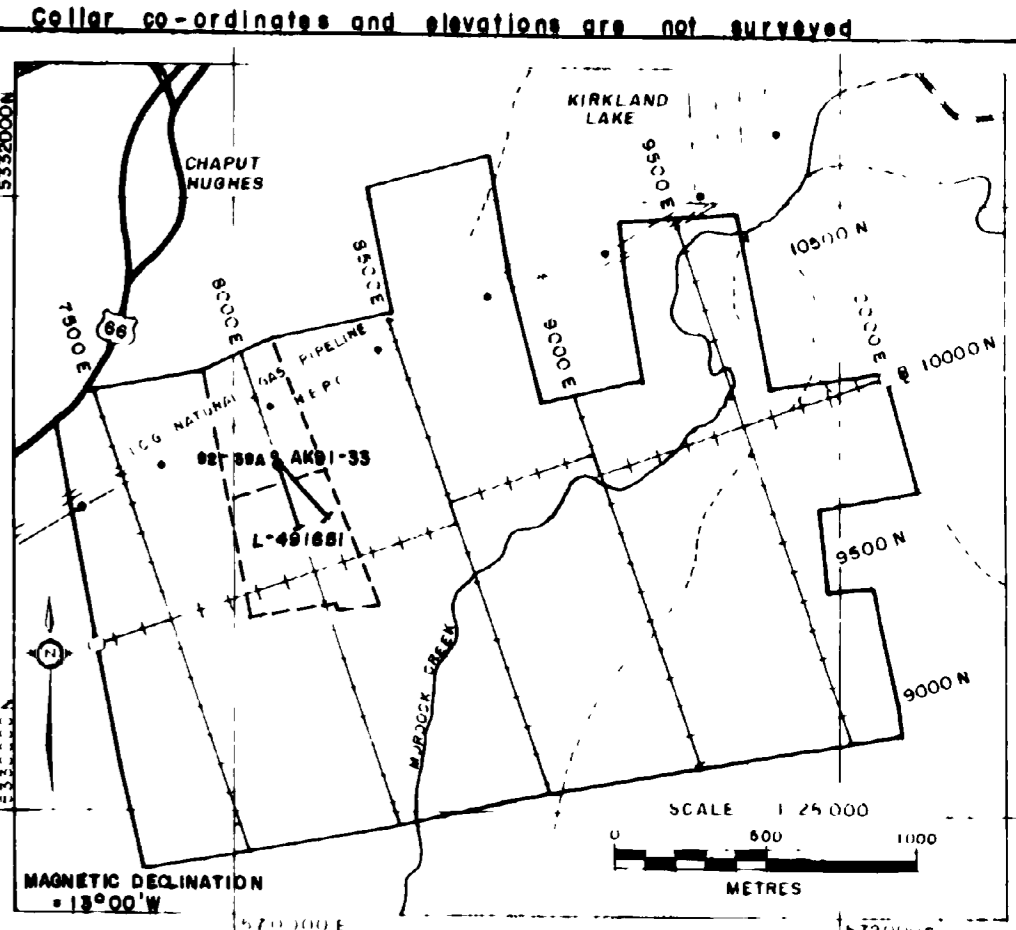 Collar co-ordinates and elevations are not surveyed
KIRKLAND
LAKE
5332000N
CHAPUT
HUGHES
9500 E
10500 N
8500E
8000 E
7500 E
66
9000 E
10000 N
GAS PIPELINE
I.C.G. NATURAL
H.E.P.C
AK91-33
L-491681
9500 N
N
9000 N
MURDOCK CREEK
SCALE 1:25 000
0
1000
METRES
MAGNETIC DECLINATION
= 13°00'W